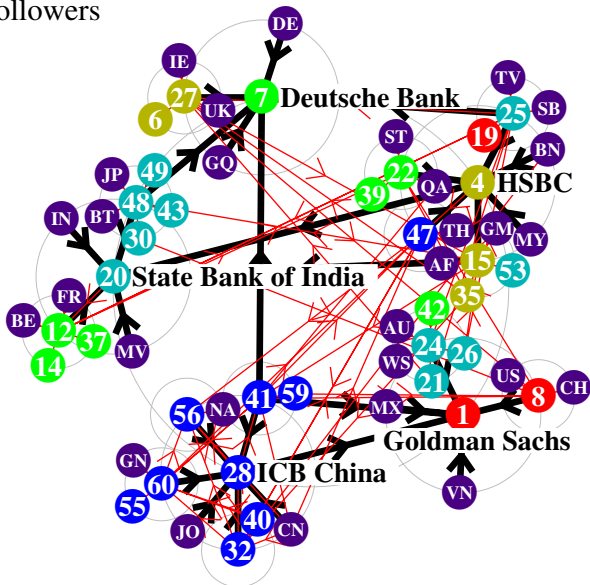 ollowers
DE
IE
TV
27
7
Deutsche Bank
SB
UK
25
6
ST
19
BN
GQ
49
22
JP
QA
4
HSBC
48
39
IN
BT
43
TH
GM
MY
30
47
AF
15
53
20
State Bank of India
FR
35
BE
42
12
AU
37
MV
24
26
14
WS
21
US
CH
41
59
8
56
NA
MX
1
Goldman Sachs
GN
28
ICB China
60
VN
55
40
JO
CN
32